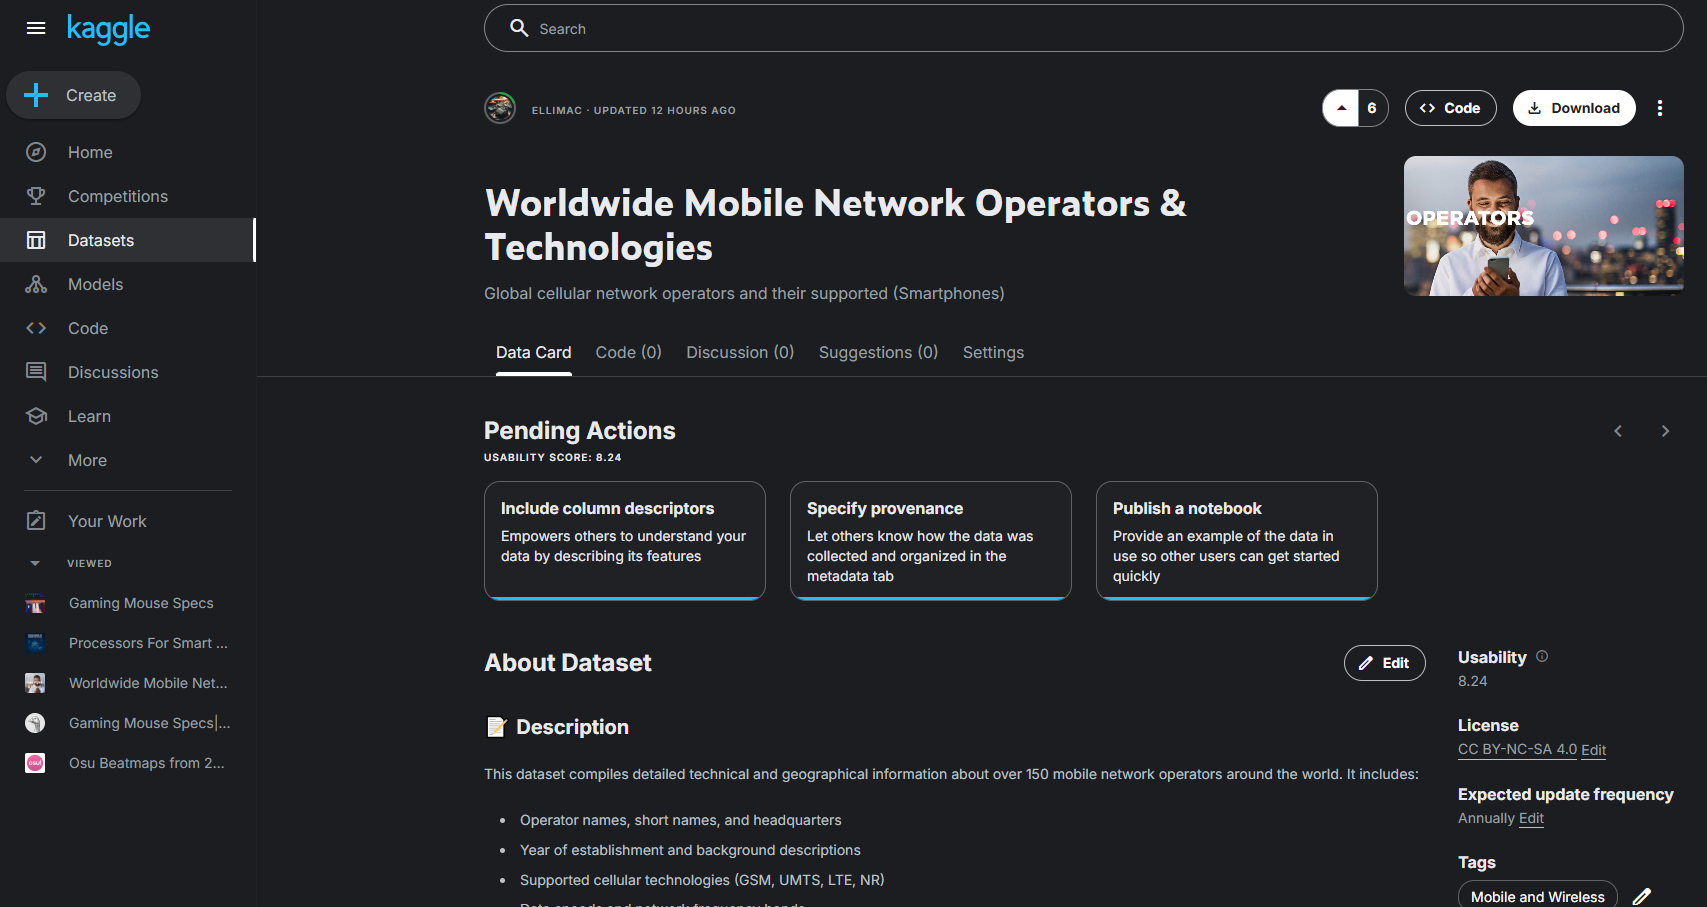 kaggle
Search
Create
Home
Competitions
Datasets
Models
Code
Discussions
Learn
More
Your Work
VIEWED
Gaming Mouse Specs
Processors For Smart ...
Worldwide Mobile Net...
Gaming Mouse Specs|...
Osu Beatmaps from 2...
ELLIMAC · UPDATED 12 HOURS AGO
6
Code
Download
Worldwide Mobile Network Operators &
Technologies
Global cellular network operators and their supported (Smartphones)
OPERATORS
Data Card
Code (0)
Discussion (0)
Suggestions (0)
Settings
Pending Actions
USABILITY SCORE: 8.24
Include column descriptors
Empowers others to understand your
data by describing its features
Specify provenance
Let others know how the data was
collected and organized in the
metadata tab
Publish a notebook
Provide an example of the data in
use so other users can get started
quickly
About Dataset
Edit
📝 Description
This dataset compiles detailed technical and geographical information about over 150 mobile network operators around the world. It includes:
• Operator names, short names, and headquarters
• Year of establishment and background descriptions
• Supported cellular technologies (GSM, UMTS, LTE, NR)
Usability
8.24
License
CC BY-NC-SA 4.0 Edit
Expected update frequency
Annually Edit
Tags
Mobile and Wireless